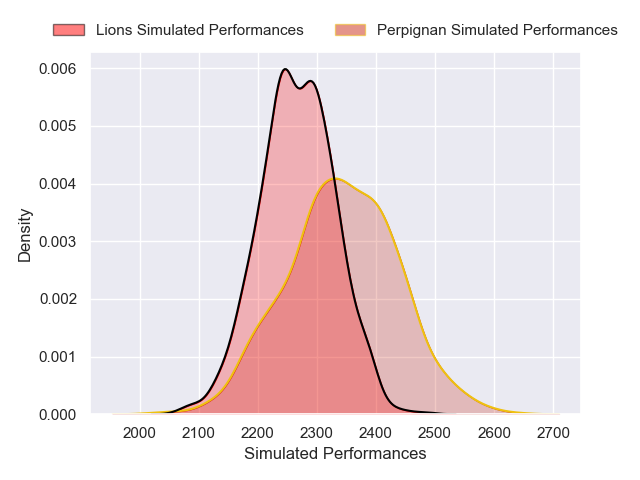 Lions Simulated Performances
Perpignan Simulated Performances
0.006
0.005
0.004
0.003
0.002
0.001
0.000
Density
2000 2100 2200 2300 2400 2500 2600 2700
Simulated Performances